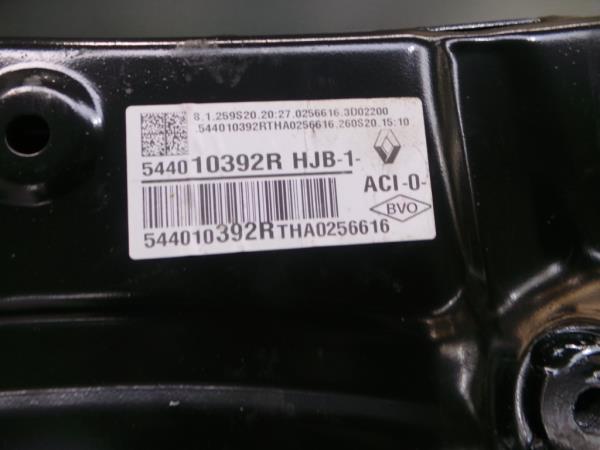 8.1.259S20.20:27.0256616.3D02200
.544010392RTHA0256616.260S20.15:10
544010392R HJB-1-
ACI-0-
BVO
544010392RTHA0256616